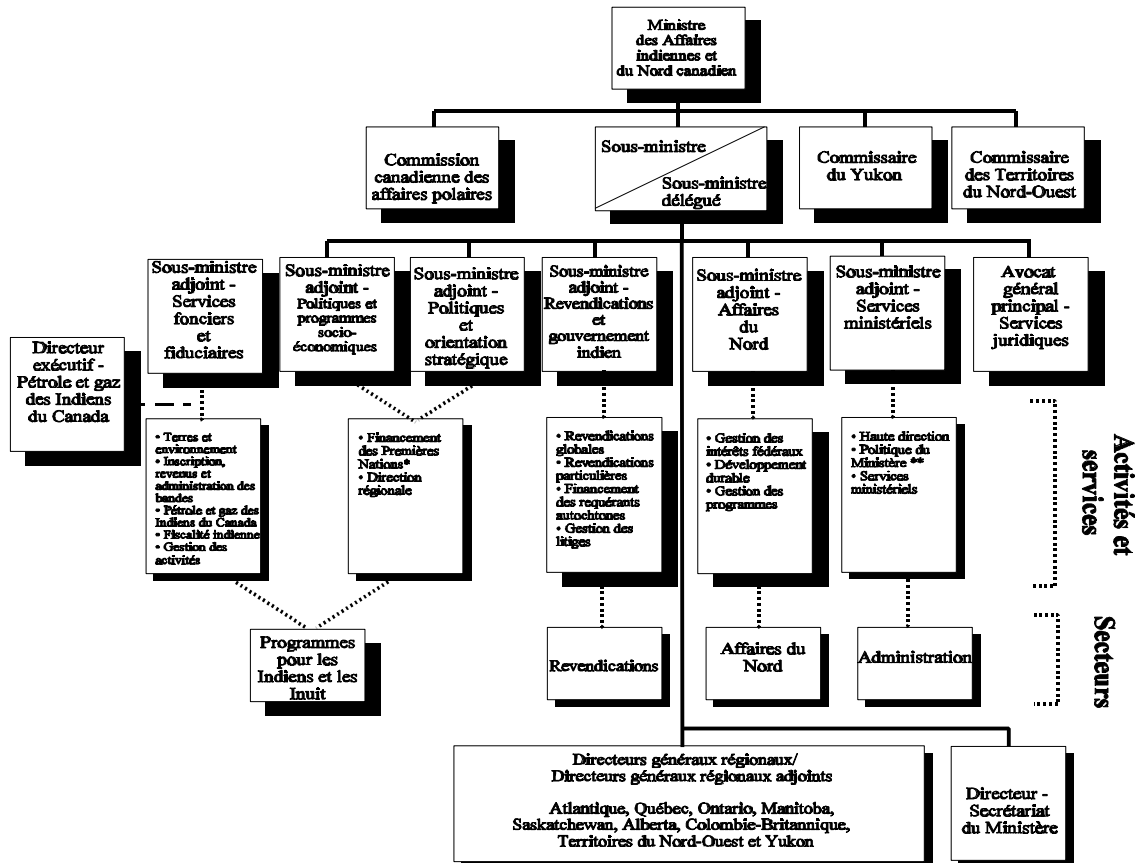 Ministre
des Affaires
indiennes et
du Nord canadien
Commission
canadienne des
affaires polaires
Sous-ministre
Sous-ministre
délégué
Commissaire
du Yukon
Commissaire
des Territoires
du Nord-Ouest
Sous-ministre
adjoint -
Services
fonciers
et
fiduciaires
Sous-ministre
adjoint -
Politiques et
programmes
socio-
économiques
Sous-ministre
adjoint -
Politiques
et
orientation
stratégique
Sous-ministre
adjoint -
Revendications
et
gouvernement
indien
Sous-ministre
adjoint -
Affaires
du
Nord
Sous-ministre
adjoint -
Services
ministériels
Avocat
général
principal -
Services
juridiques
Directeur
exécutif -
Pétrole et gaz
des Indiens
du Canada
• Terres et
environnement
• Inscription,
revenus et
administration des
bandes
• Pétrole et gaz des
Indiens du Canada
• Fiscalité indienne
• Gestion des
activités
• Financement
des Premières
Nations*
• Direction
régionale
• Revendications
globales
• Revendications
particulières
• Financement
des requérants
autochtones
• Gestion des
litiges
• Gestion des
intérêts fédéraux
• Développement
durable
• Gestion des
programmes
• Haute direction
• Politique du
Ministère **
• Services
ministériels
Activités et
services
Programmes
pour les
Indiens et les
Inuit
Revendications
Affaires du
Nord
Administration
Secteurs
Directeurs généraux régionaux/
Directeurs généraux régionaux adjoints
Atlantique, Québec, Ontario, Manitoba,
Saskatchewan, Alberta, Colombie-Britannique,
Territoires du Nord-Ouest et Yukon
Directeur -
Secrétariat
du Ministère